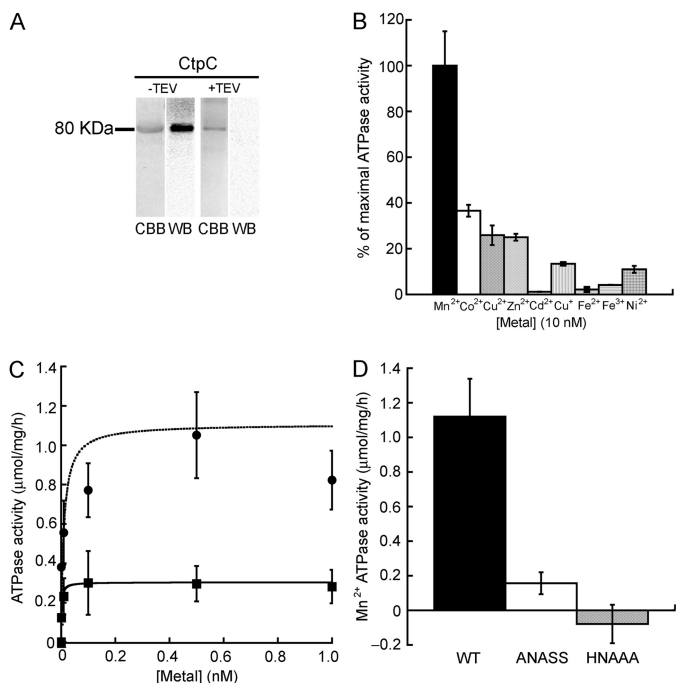 A
CtpC
-TEV +TEV
80 KDa
CBB WB CBB WB
B
% of maximal ATPase activity
120
100
80
60
40
20
0
Mn²⁺ Co²⁺ Cu²⁺ Zn²⁺ Cd²⁺ Cu⁺ Fe²⁺ Fe³⁺ Ni²⁺
[Metal] (10 nM)
C
ATPase activity (μmol/mg/h)
1.4
1.2
1.0
0.8
0.6
0.4
0.2
0
0 0.2 0.4 0.6 0.8 1.0
[Metal] (nM)
D
Mn²⁺ ATPase activity (μmol/mg/h)
1.4
1.2
1.0
0.8
0.6
0.4
0.2
0
–0.2
WT ANASS HNAAA